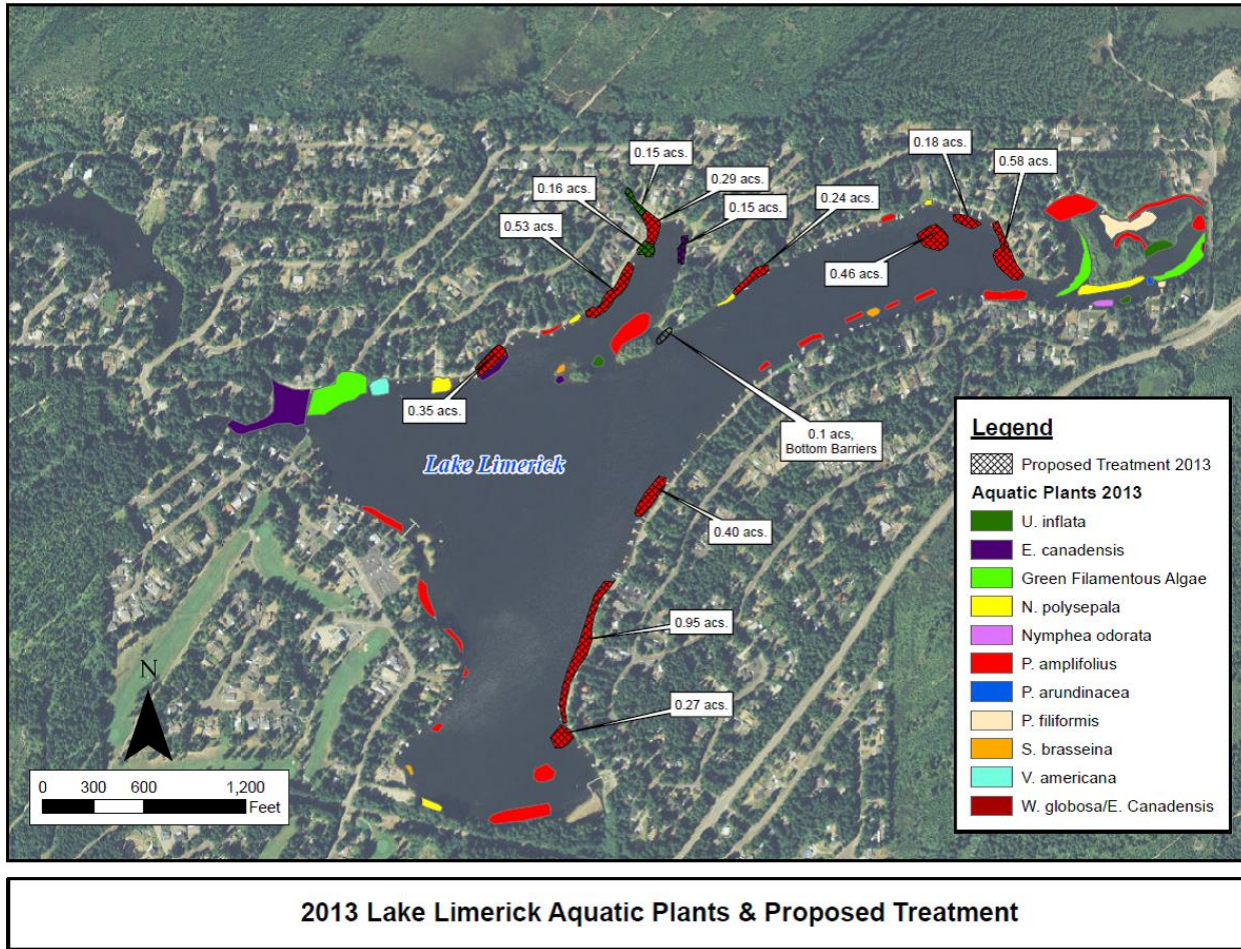 0.15 acs.
0.18 acs.
0.58 acs.
0.16 acs.
0.29 acs.
0.15 acs.
0.24 acs.
0.53 acs.
0.46 acs.
0.35 acs.
0.1 acs,
Bottom Barriers
Lake Limerick
0.40 acs.
0.95 acs.
0.27 acs.
Legend
Proposed Treatment 2013
Aquatic Plants 2013
U. inflata
E. canadensis
Green Filamentous Algae
N. polysepala
Nymphea odorata
P. amplifolius
P. arundinacea
P. filiformis
S. brasseina
V. americana
W. globosa/E. Canadensis
N
0 300 600 1,200
Feet
2013 Lake Limerick Aquatic Plants & Proposed Treatment